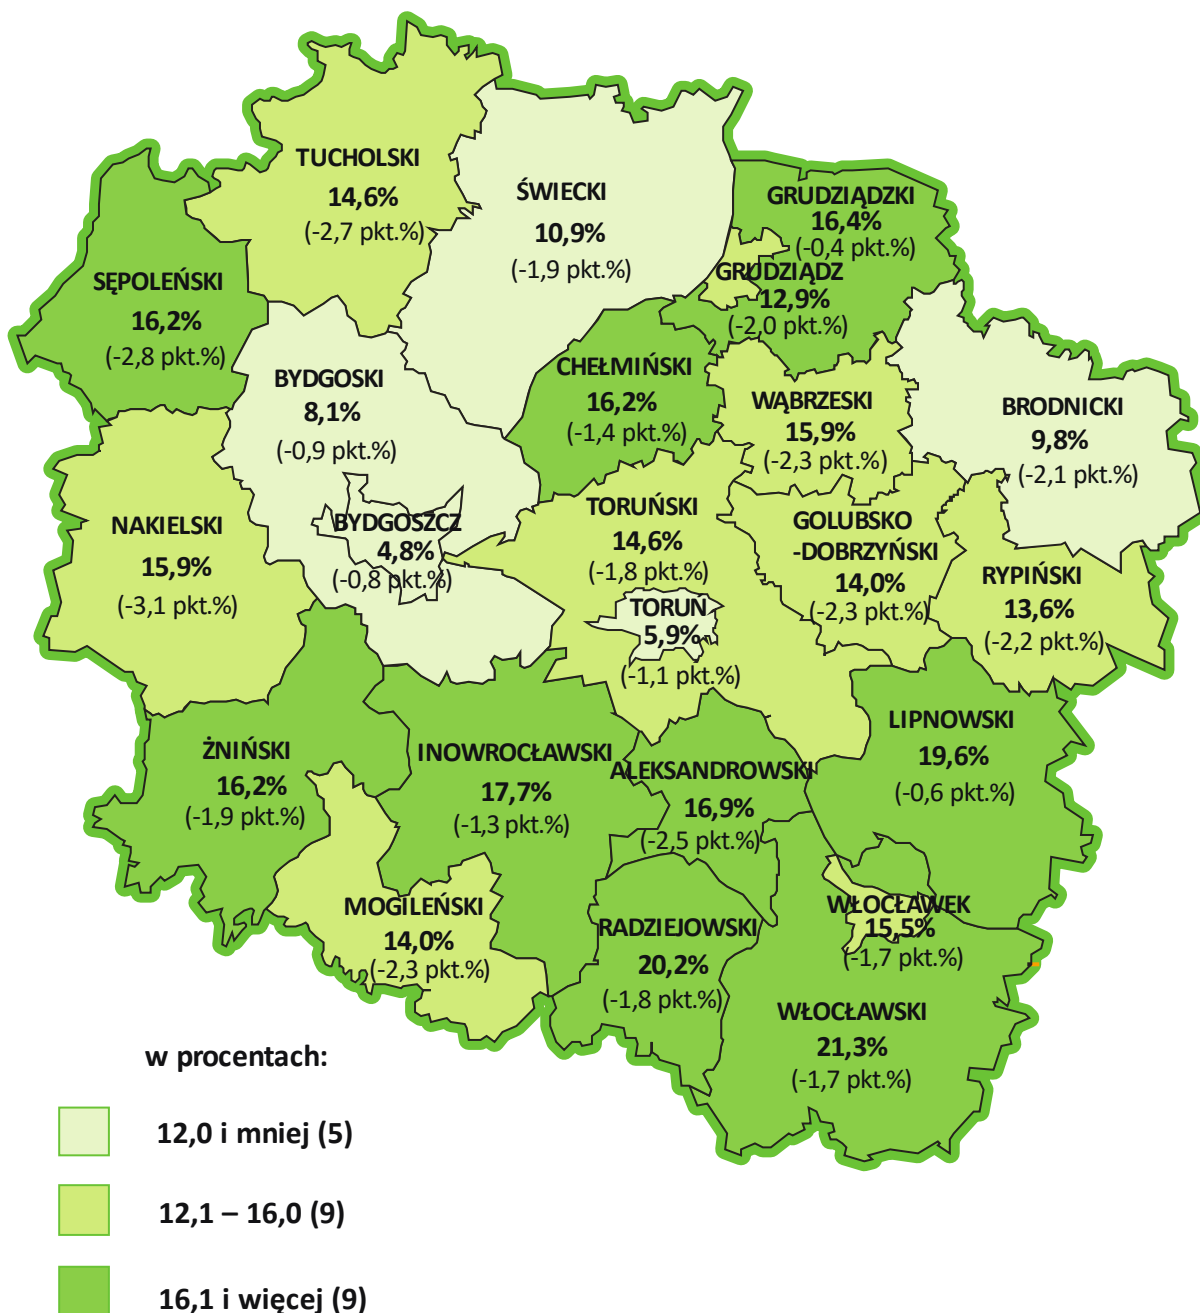 TUCHOLSKI
14,6%
(-2,7 pkt.%)
ŚWIECKI
10,9%
(-1,9 pkt.%)
GRUDZIĄDZKI
16,4%
(-0,4 pkt.%)
GRUDZIĄDZ
12,9%
(-2,0 pkt.%)
SĘPOLEŃSKI
16,2%
(-2,8 pkt.%)
BYDGOSKI
8,1%
(-0,9 pkt.%)
CHEŁMIŃSKI
16,2%
(-1,4 pkt.%)
WĄBRZESKI
15,9%
(-2,3 pkt.%)
BRODNICKI
9,8%
(-2,1 pkt.%)
NAKIELSKI
15,9%
(-3,1 pkt.%)
BYDGOSZCZ
4,8%
(-0,8 pkt.%)
TORUŃSKI
14,6%
(-1,8 pkt.%)
TORUŃ
5,9%
(-1,1 pkt.%)
GOLUBSKO
-DOBRZYŃSKI
14,0%
(-2,3 pkt.%)
RYPIŃSKI
13,6%
(-2,2 pkt.%)
ŻNIŃSKI
16,2%
(-1,9 pkt.%)
INOWROCŁAWSKI
17,7%
(-1,3 pkt.%)
ALEKSANDROWSKI
16,9%
(-2,5 pkt.%)
LIPNOWSKI
19,6%
(-0,6 pkt.%)
MOGILEŃSKI
14,0%
(-2,3 pkt.%)
RADZIEJOWSKI
20,2%
(-1,8 pkt.%)
WŁOCŁAWEK
15,5%
(-1,7 pkt.%)
WŁOCŁAWSKI
21,3%
(-1,7 pkt.%)
w procentach:
12,0 i mniej (5)
12,1 – 16,0 (9)
16,1 i więcej (9)